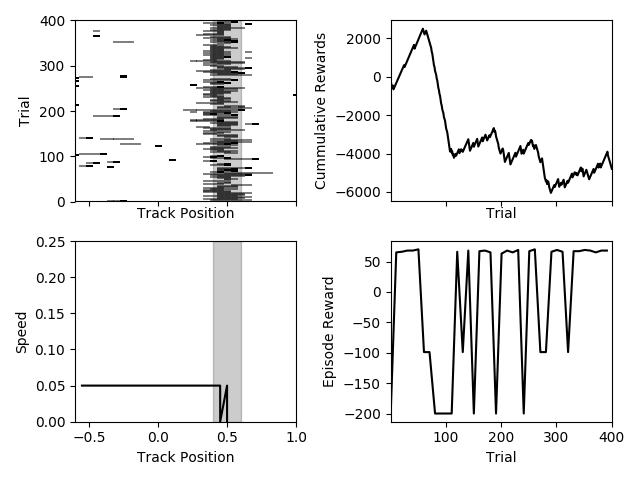 400
300
200
100
0
Trial
Track Position
2000
0
−2000
−4000
−6000
Cummulative Rewards
Trial
0.25
0.20
0.15
0.10
0.05
0.00
Speed
−0.5 0.0 0.5 1.0
Track Position
50
0
−50
−100
−150
−200
Episode Reward
100 200 300 400
Trial